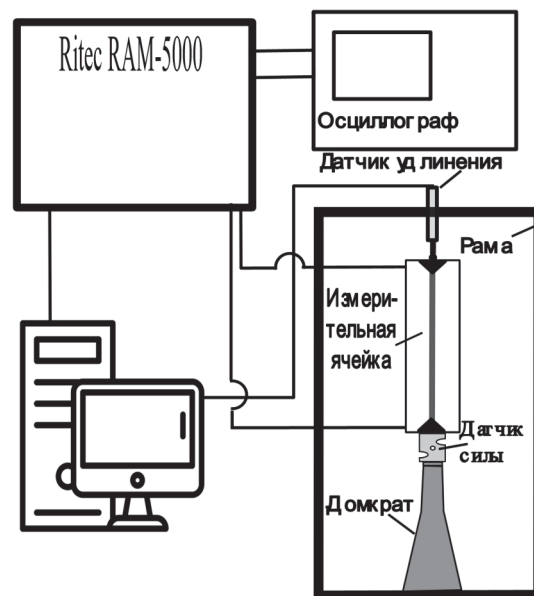 Ritec RAM-5000
Осциллограф
Датчик удлинения
Рама
Измери-
тельная
ячейка
Датчик
силы
Домкрат